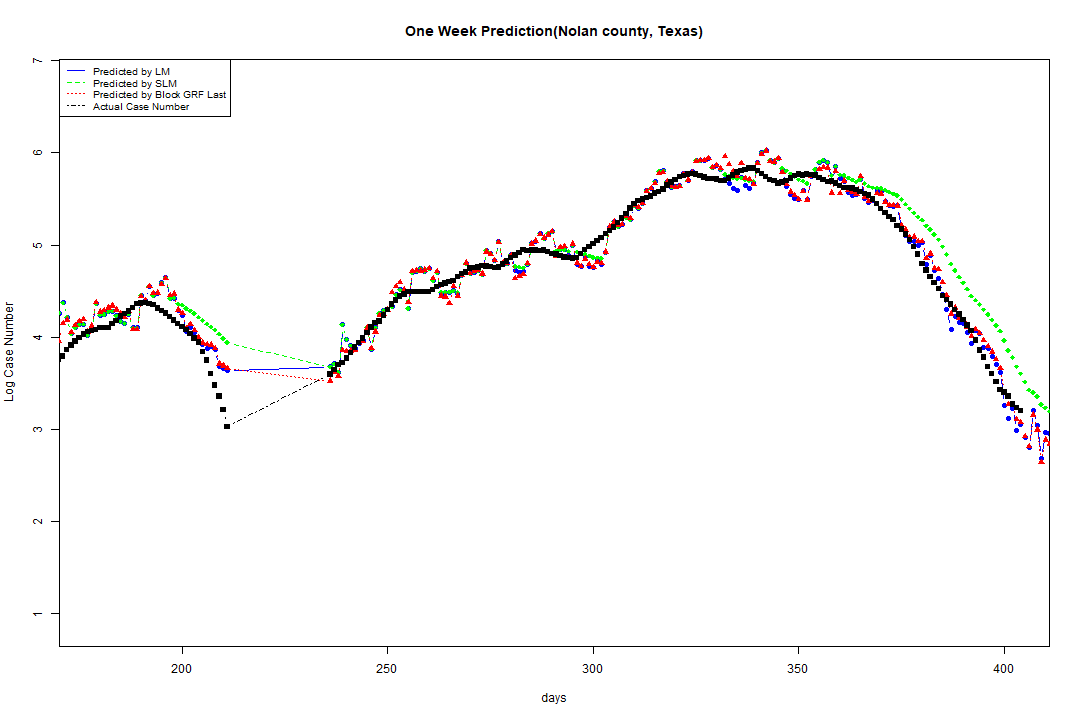 One Week Prediction(Nolan county, Texas)
Predicted by LM
Predicted by SLM
Predicted by Block GRF Last
Actual Case Number
7
6
5
4
3
2
1
Log Case Number
200 250 300 350 400
days